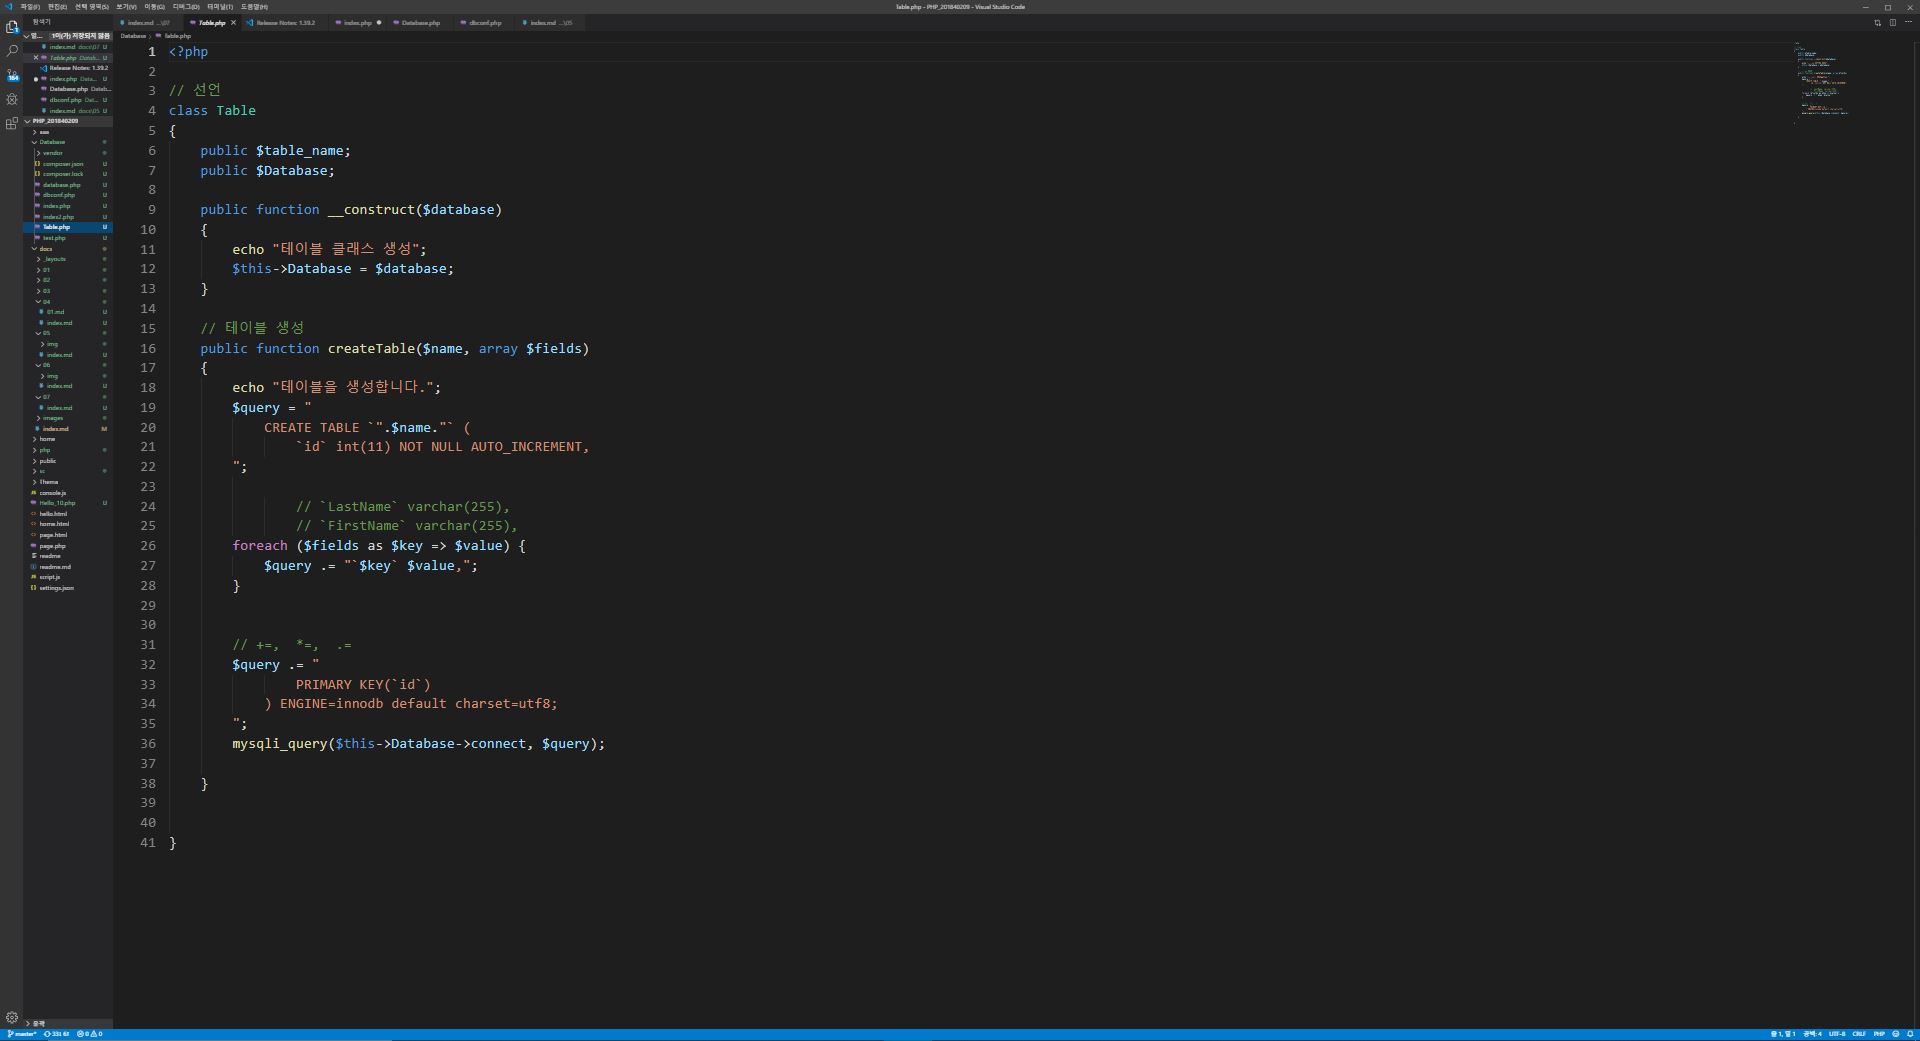 파일(F) 편집(E) 선택 영역(S) 보기(V) 이동(G) 디버그(D) 터미널(T) 도움말(H)
Table.php - PHP_201840209 - Visual Studio Code
탐색기
index.md ...\07
Table.php
Release Notes: 1.39.2
index.php
Database.php
dbconf.php
index.md ...\05
1이(가) 저장되지 않음
index.md docs\07 U
Table.php Datab... U
Release Notes: 1.39.2
index.php Data... U
Database.php Datab...
dbconf.php Dat... U
index.md docs\05 U
PHP_201840209
Database
vendor
composer.json U
composer.lock U
database.php U
dbconf.php U
index.php U
index2.php U
Table.php U
test.php U
docs
_layouts
01
02
03
04
01.md U
index.md U
05
img
index.md U
06
img
index.md U
07
index.md U
images
index.md M
home
php
public
sc
Thema
console.js
Hello_10.php U
hello.html
home.html
page.html
page.php
readme
readme.md
script.js
settings.json
Database > Table.php
1 <?php
2
3 // 선언
4 class Table
5 {
6 public $table_name;
7 public $Database;
8
9 public function __construct($database)
10 {
11 echo "테이블 클래스 생성";
12 $this->Database = $database;
13 }
14
15 // 테이블 생성
16 public function createTable($name, array $fields)
17 {
18 echo "테이블을 생성합니다.";
19 $query = "
20 CREATE TABLE `".$name."` (
21 `id` int(11) NOT NULL AUTO_INCREMENT,
22 ";
23
24 // `LastName` varchar(255),
25 // `FirstName` varchar(255),
26 foreach ($fields as $key => $value) {
27 $query .= "`$key` $value,";
28 }
29
30
31 // +=, *=, .=
32 $query .= "
33 PRIMARY KEY(`id`)
34 ) ENGINE=innodb default charset=utf8;
35 ";
36 mysqli_query($this->Database->connect, $query);
37
38 }
39
40
41 }
master*
0 0
줄 1, 열 1 공백: 4 UTF-8 CRLF PHP